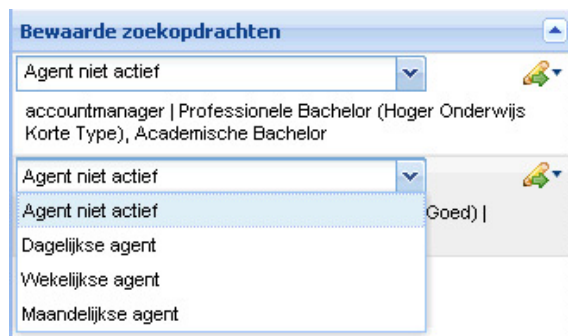 Bewaarde zoekopdrachten
Agent niet actief
accountmanager | Professionele Bachelor (Hoger Onderwijs
Korte Type), Academische Bachelor
Agent niet actief
Agent niet actief
Goed) |
Dagelijkse agent
Wekelijkse agent
Maandelijkse agent